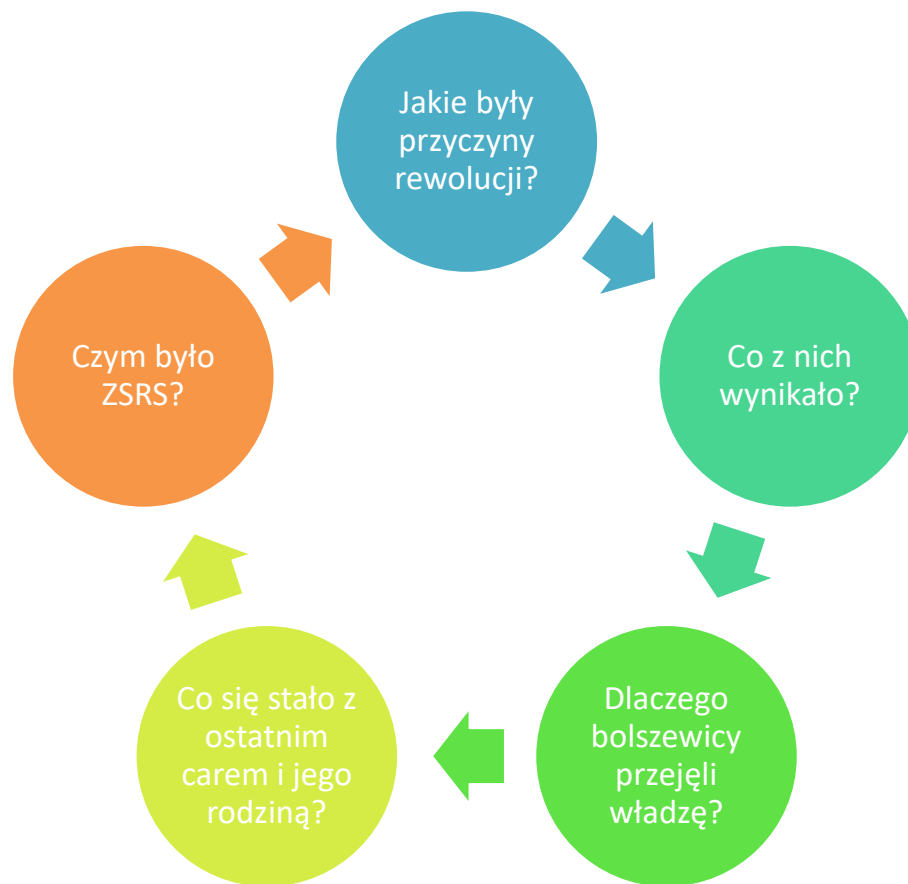 Jakie były
przyczyny
rewolucji?
Co z nich
wynikało?
Dlaczego
bolszewicy
przejęli
władzę?
Co się stało z
ostatnim
carem i jego
rodziną?
Czym było
ZSRS?